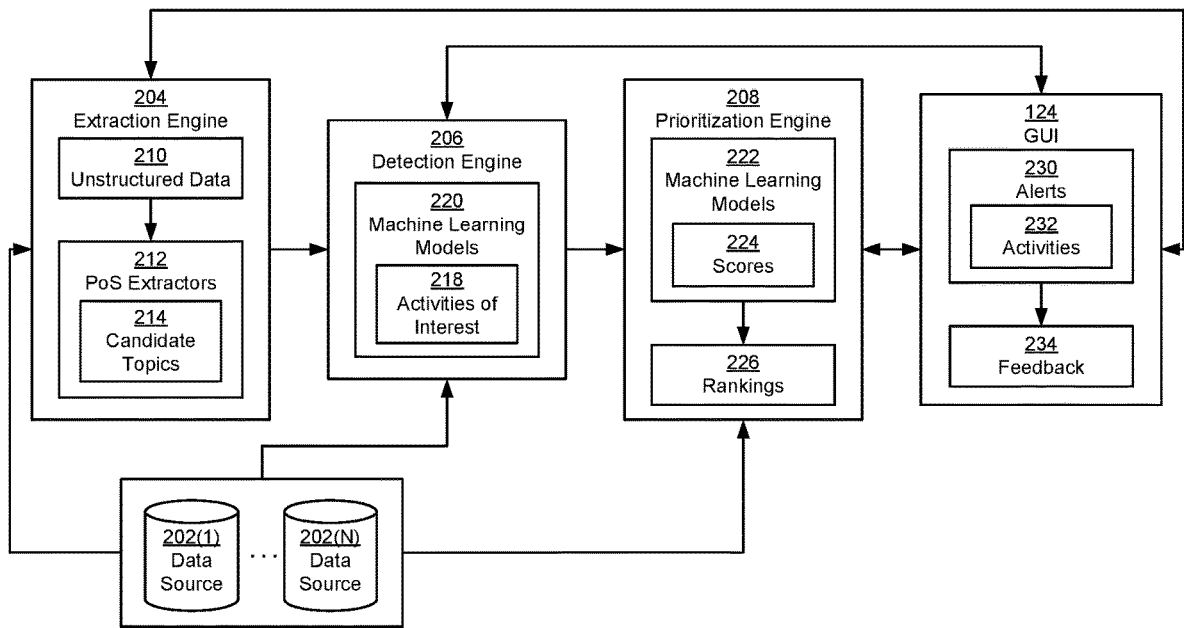 204
Extraction Engine
210
Unstructured Data
212
PoS Extractors
214
Candidate
Topics
206
Detection Engine
220
Machine Learning
Models
218
Activities of
Interest
208
Prioritization Engine
222
Machine Learning
Models
224
Scores
226
Rankings
124
GUI
230
Alerts
232
Activities
234
Feedback
202(1)
Data
Source
...
202(N)
Data
Source